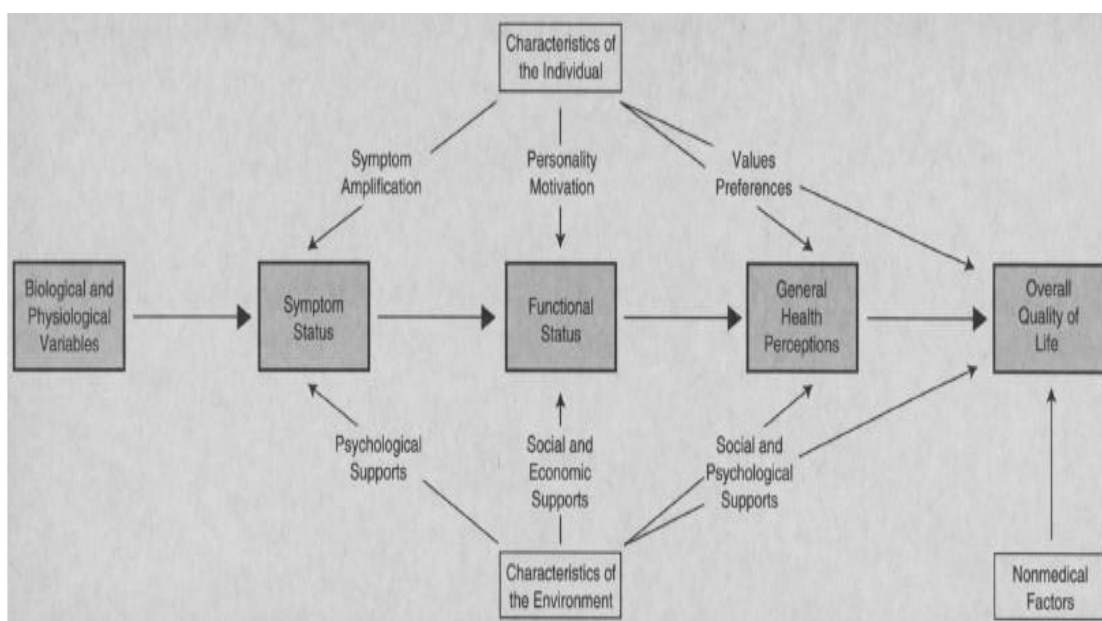 Characteristics of
the Individual
Symptom
Amplification
Personality
Motivation
Values
Preferences
Biological and
Physiological
Variables
Symptom
Status
Functional
Status
General
Health
Perceptions
Overall
Quality of
Life
Psychological
Supports
Social and
Economic
Supports
Social and
Psychological
Supports
Characteristics of
the Environment
Nonmedical
Factors